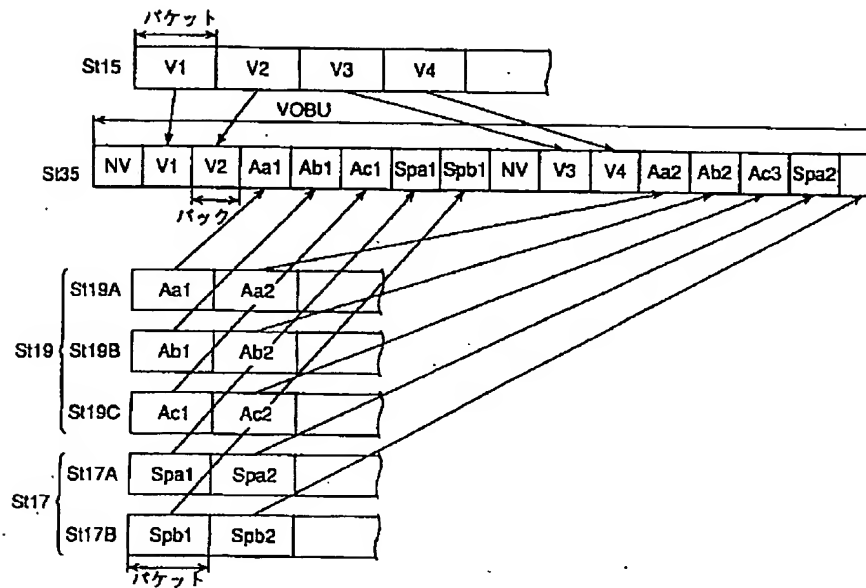 パケット
St15 V1 V2 V3 V4
VOBU
St35 NV V1 V2 Aa1 Ab1 Ac1 Spa1 Spb1 NV V3 V4 Aa2 Ab2 Ac3 Spa2
パック
St19A Aa1 Aa2
St19 St19B Ab1 Ab2
St19C Ac1 Ac2
St17A Spa1 Spa2
St17
St17B Spb1 Spb2
パケット